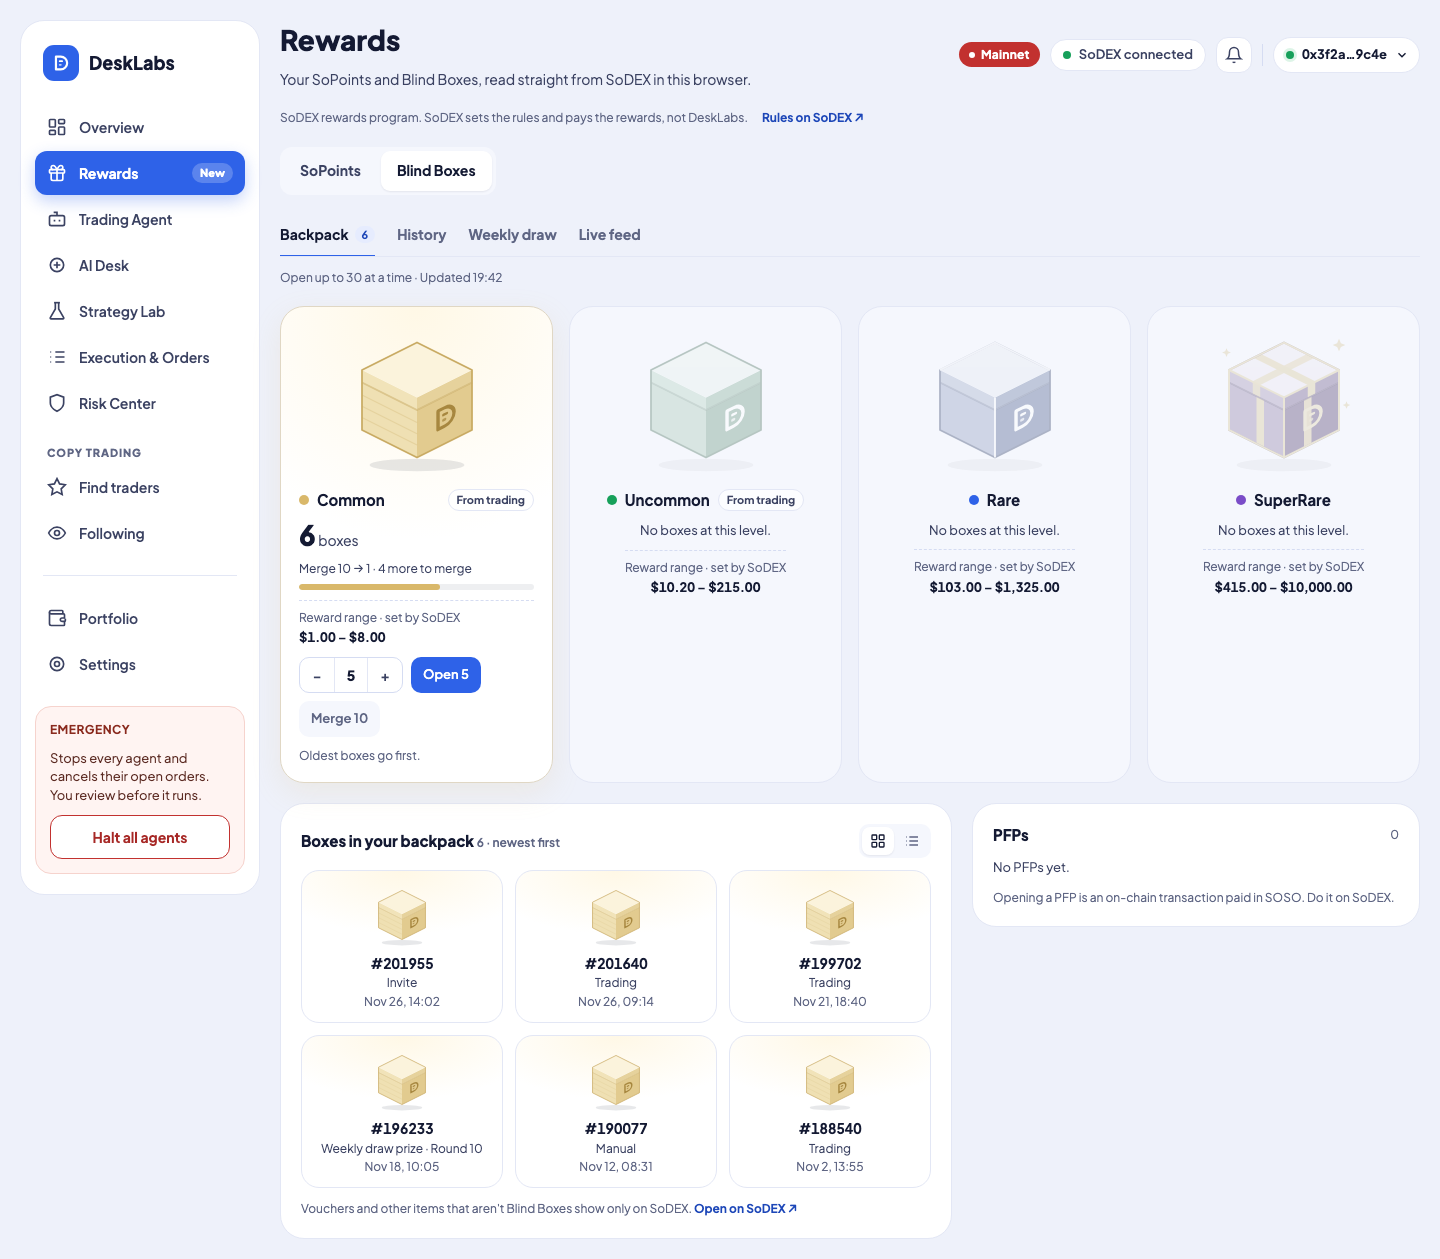 DeskLabs
Overview
Rewards New
Trading Agent
AI Desk
Strategy Lab
Execution & Orders
Risk Center
COPY TRADING
Find traders
Following
Portfolio
Settings
EMERGENCY
Stops every agent and
cancels their open orders.
You review before it runs.
Halt all agents
Rewards
Your SoPoints and Blind Boxes, read straight from SoDEX in this browser.
Mainnet
SoDEX connected
0x3f2a...9c4e
SoDEX rewards program. SoDEX sets the rules and pays the rewards, not DeskLabs. Rules on SoDEX ↗
SoPoints Blind Boxes
Backpack 6 History Weekly draw Live feed
Open up to 30 at a time · Updated 19:42
Common From trading
6 boxes
Merge 10 → 1 · 4 more to merge
Reward range · set by SoDEX
$1.00 – $8.00
− 5 + Open 5
Merge 10
Oldest boxes go first.
Uncommon From trading
No boxes at this level.
Reward range · set by SoDEX
$10.20 – $215.00
Rare
No boxes at this level.
Reward range · set by SoDEX
$103.00 – $1,325.00
SuperRare
No boxes at this level.
Reward range · set by SoDEX
$415.00 – $10,000.00
Boxes in your backpack 6 · newest first
#201955
Invite
Nov 26, 14:02
#201640
Trading
Nov 26, 09:14
#199702
Trading
Nov 21, 18:40
#196233
Weekly draw prize · Round 10
Nov 18, 10:05
#190077
Manual
Nov 12, 08:31
#188540
Trading
Nov 2, 13:55
Vouchers and other items that aren't Blind Boxes show only on SoDEX. Open on SoDEX ↗
PFPs 0
No PFPs yet.
Opening a PFP is an on-chain transaction paid in SOSO. Do it on SoDEX.